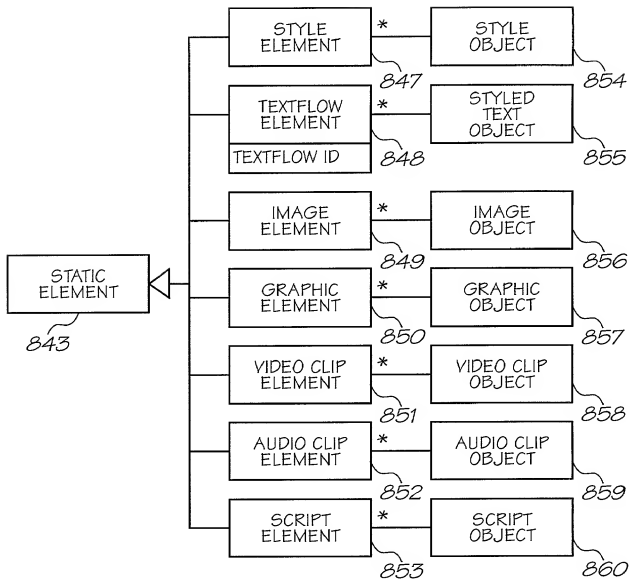 STYLE
ELEMENT
*
STYLE
OBJECT
847
854
TEXTFLOW
ELEMENT
*
STYLED
TEXT
OBJECT
TEXTFLOW ID
848
855
IMAGE
ELEMENT
*
IMAGE
OBJECT
849
856
STATIC
ELEMENT
843
GRAPHIC
ELEMENT
*
GRAPHIC
OBJECT
850
857
VIDEO CLIP
ELEMENT
*
VIDEO CLIP
OBJECT
851
858
AUDIO CLIP
ELEMENT
*
AUDIO CLIP
OBJECT
852
859
SCRIPT
ELEMENT
*
SCRIPT
OBJECT
853
860